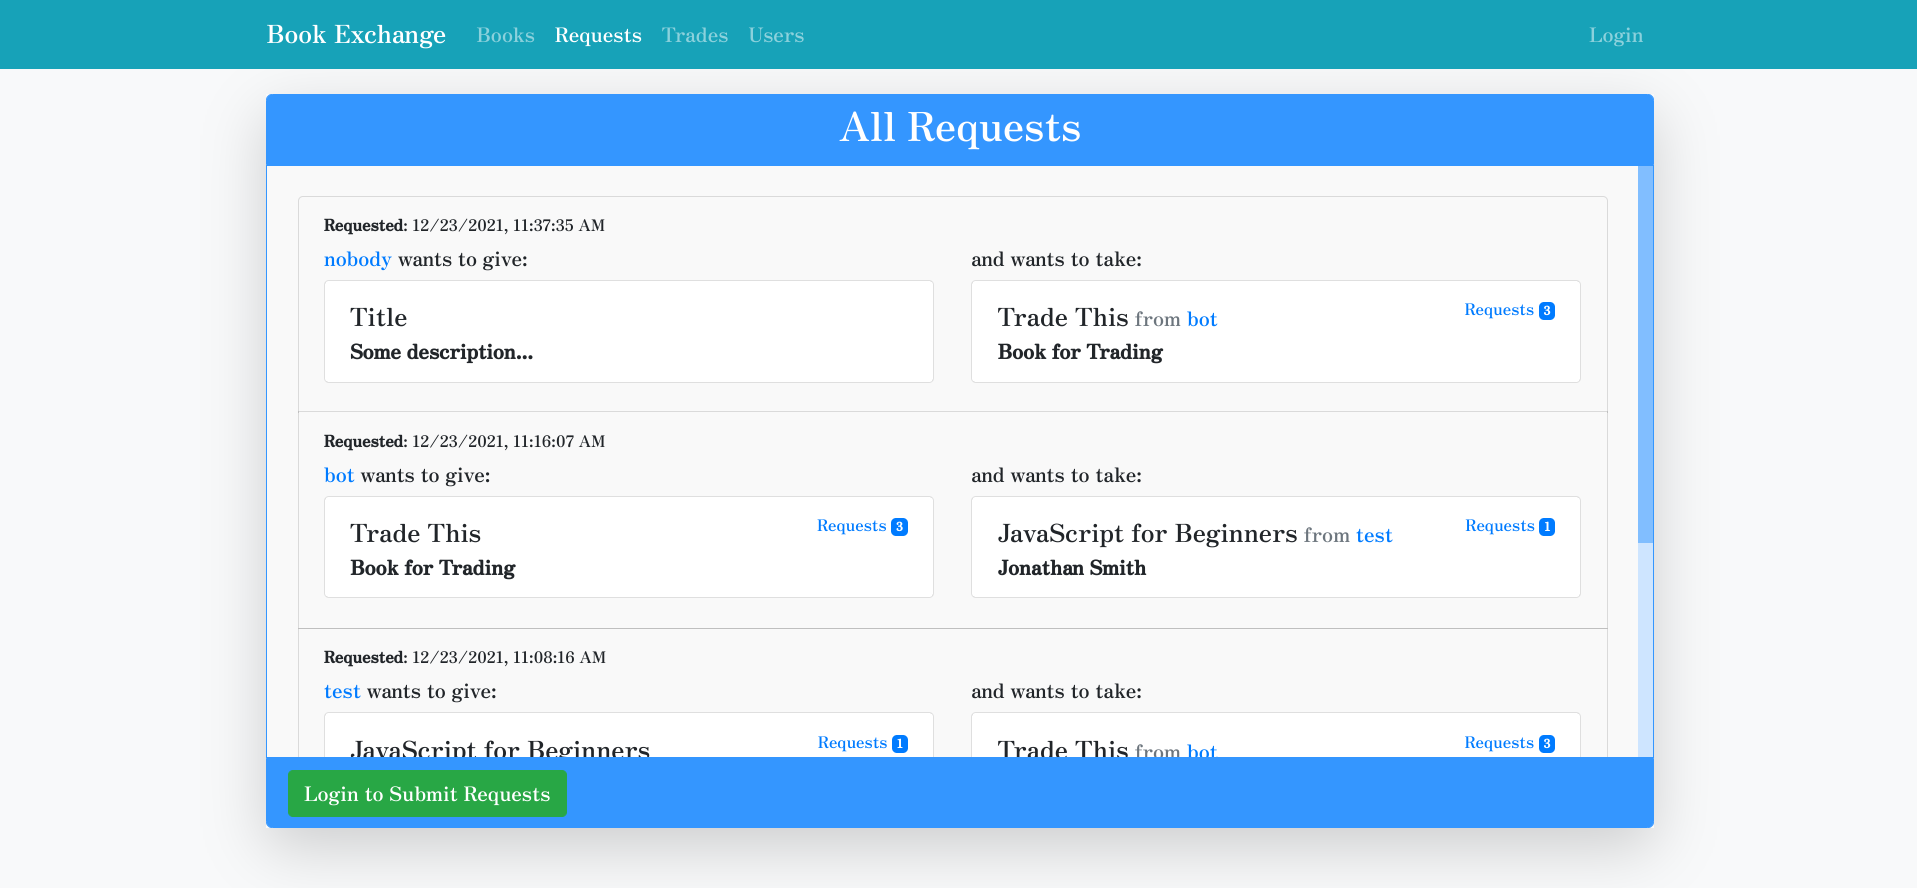 Book Exchange Books Requests Trades Users Login
All Requests
Requested: 12/23/2021, 11:37:35 AM
nobody wants to give:
Title
Some description...
and wants to take:
Trade This from bot Requests 3
Book for Trading
Requested: 12/23/2021, 11:16:07 AM
bot wants to give:
Trade This Requests 3
Book for Trading
and wants to take:
JavaScript for Beginners from test Requests 1
Jonathan Smith
Requested: 12/23/2021, 11:08:16 AM
test wants to give:
JavaScript for Beginners Requests 1
and wants to take:
Trade This from bot Requests 3
Login to Submit Requests